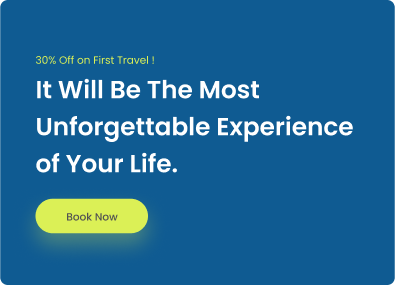 30% Off on First Travel !
It Will Be The Most
Unforgettable Experience
of Your Life.
Book Now